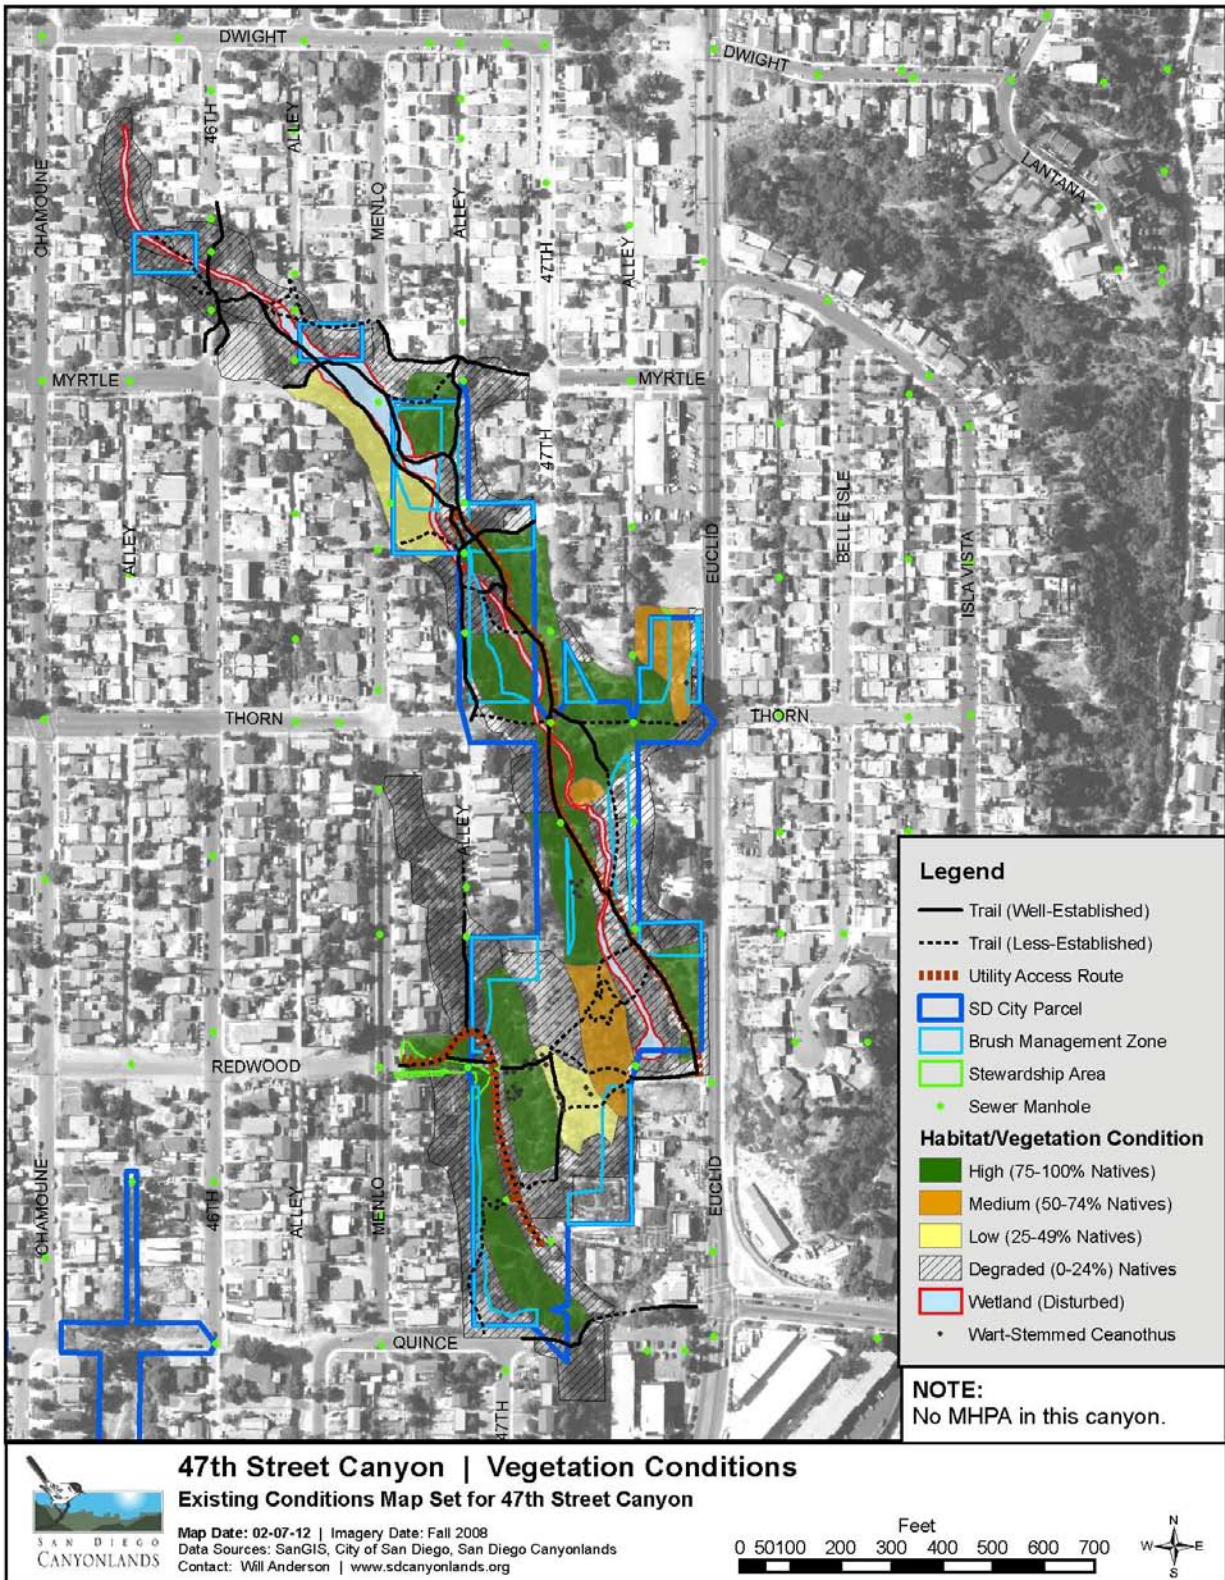 DWIGHT
DWIGHT
CHAMOUNE
46TH
ALLEY
MENLO
ALLEY
47TH
ALLEY
LANTANA
MYRTLE
MYRTLE
47TH
ALLEY
EUCLID
BELLE ISLE
ISLA VISTA
THORN
THORN
ALLEY
REDWOOD
CHAMOUNE
46TH
ALLEY
MENLO
EUCLID
QUINCE
47TH
Legend
Trail (Well-Established)
Trail (Less-Established)
Utility Access Route
SD City Parcel
Brush Management Zone
Stewardship Area
Sewer Manhole
Habitat/Vegetation Condition
High (75-100% Natives)
Medium (50-74% Natives)
Low (25-49% Natives)
Degraded (0-24%) Natives
Wetland (Disturbed)
Wart-Stemmed Ceanothus
NOTE:
No MHPA in this canyon.
SAN DIEGO
CANYONLANDS
47th Street Canyon | Vegetation Conditions
Existing Conditions Map Set for 47th Street Canyon
Map Date: 02-07-12 | Imagery Date: Fall 2008
Data Sources: SanGIS, City of San Diego, San Diego Canyonlands
Contact: Will Anderson | www.sdcanyonlands.org
Feet
0 50 100 200 300 400 500 600 700
N
W E
S